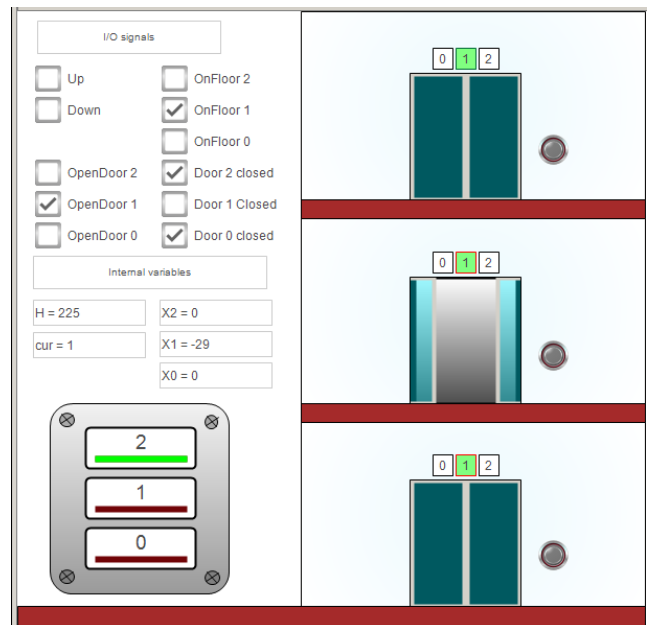 I/O signals
Up
OnFloor 2
Down
OnFloor 1
OnFloor 0
OpenDoor 2
Door 2 closed
OpenDoor 1
Door 1 Closed
OpenDoor 0
Door 0 closed
Internal variables
H = 225
X2 = 0
cur = 1
X1 = -29
X0 = 0
2
1
0
0 1 2
0 1 2
0 1 2